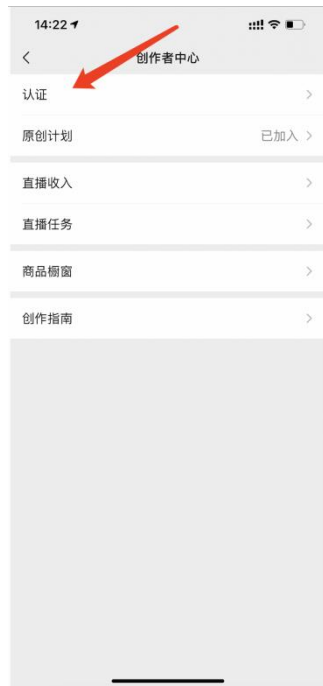 14:22
创作者中心
认证
原创计划 已加入
直播收入
直播任务
商品橱窗
创作指南